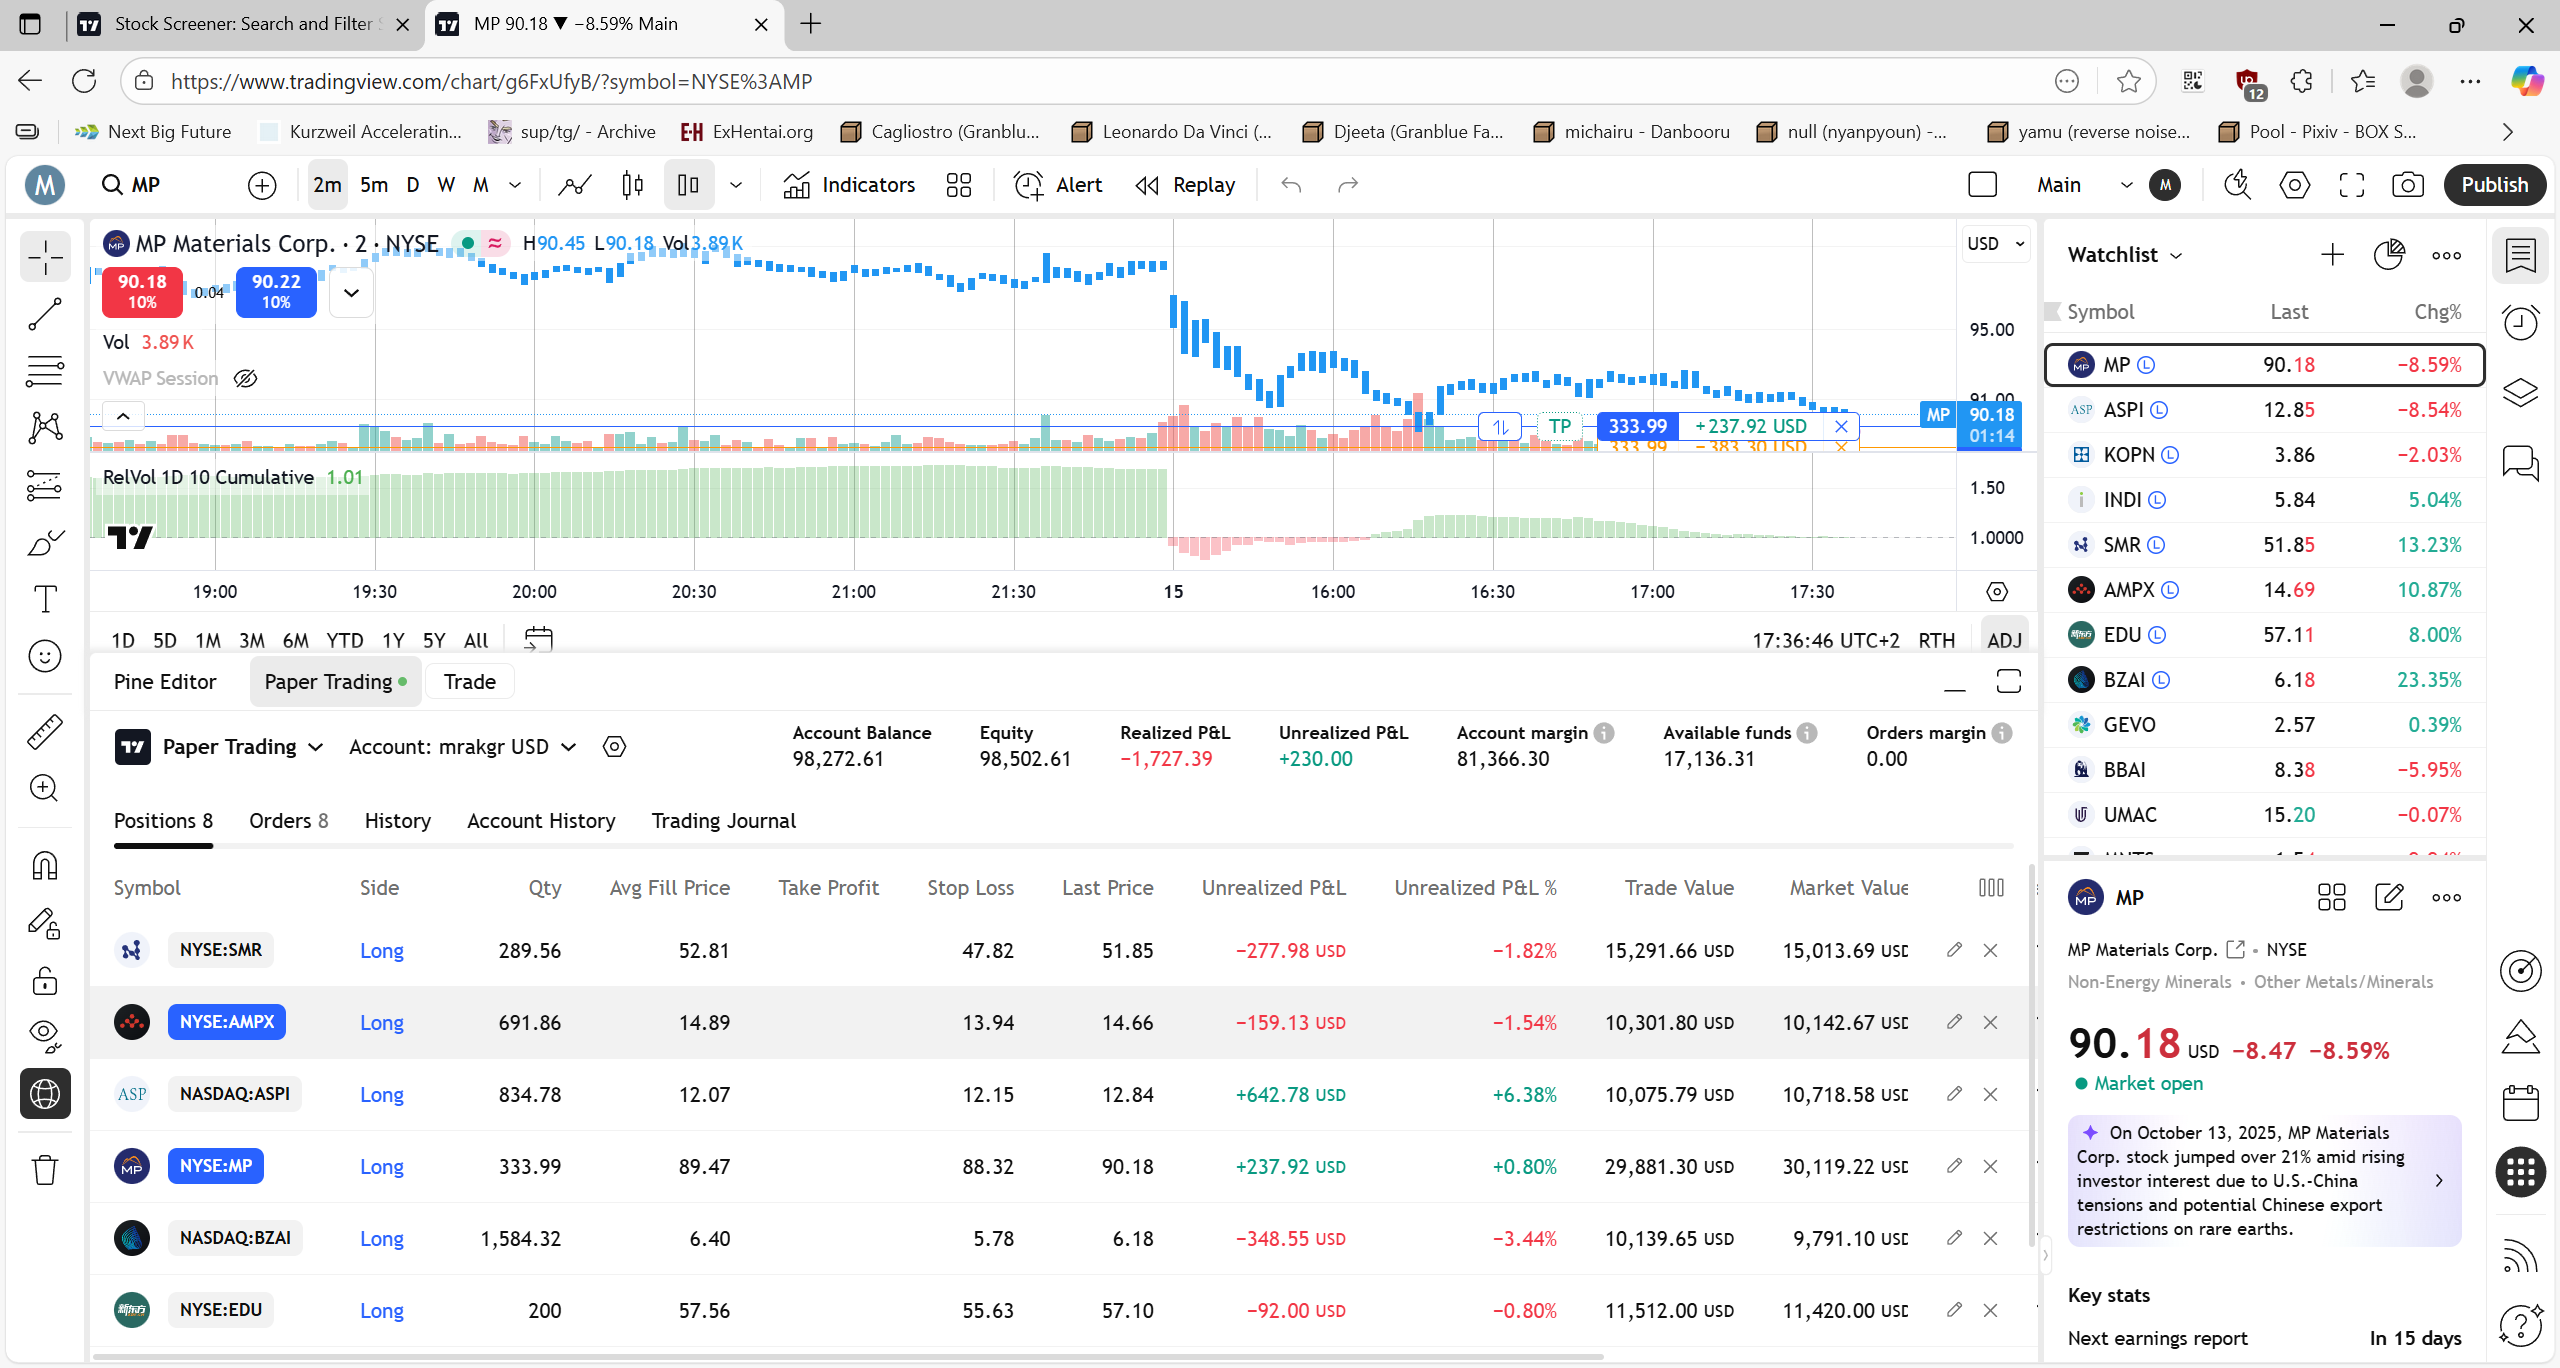 Stock Screener: Search and Filter S
MP 90.18 ▼ −8.59% Main
https://www.tradingview.com/chart/g6FxUfyB/?symbol=NYSE%3AMP
12
Next Big Future
Kurzweil Acceleratin...
sup/tg/ - Archive
ExHentai.org
Cagliostro (Granblu...
Leonardo Da Vinci (...
Djeeta (Granblue Fa...
michairu - Danbooru
null (nyanpyoun) -...
yamu (reverse noise...
Pool - Pixiv - BOX S...
M MP 2m 5m D W M Indicators Alert Replay Main M Publish
MP Materials Corp. · 2 · NYSE H90.45 L90.18 Vol3.89 K
90.18 10% 0.04 90.22 10%
Vol 3.89 K
VWAP Session
USD
95.00
91.00
MP 90.18
01:14
TP 333.99 +237.92 USD
333.99 −383.30 USD
RelVol 1D 10 Cumulative 1.01
1.50
1.0000
19:00 19:30 20:00 20:30 21:00 21:30 15 16:00 16:30 17:00 17:30
1D 5D 1M 3M 6M YTD 1Y 5Y All 17:36:46 UTC+2 RTH ADJ
Pine Editor Paper Trading Trade
Paper Trading Account: mrakgr USD
Account Balance Equity Realized P&L Unrealized P&L Account margin Available funds Orders margin
98,272.61 98,502.61 −1,727.39 +230.00 81,366.30 17,136.31 0.00
Positions 8 Orders 8 History Account History Trading Journal
Symbol Side Qty Avg Fill Price Take Profit Stop Loss Last Price Unrealized P&L Unrealized P&L % Trade Value Market Value
NYSE:SMR Long 289.56 52.81 47.82 51.85 −277.98 USD −1.82% 15,291.66 USD 15,013.69 USD
NYSE:AMPX Long 691.86 14.89 13.94 14.66 −159.13 USD −1.54% 10,301.80 USD 10,142.67 USD
ASP NASDAQ:ASPI Long 834.78 12.07 12.15 12.84 +642.78 USD +6.38% 10,075.79 USD 10,718.58 USD
MP NYSE:MP Long 333.99 89.47 88.32 90.18 +237.92 USD +0.80% 29,881.30 USD 30,119.22 USD
NASDAQ:BZAI Long 1,584.32 6.40 5.78 6.18 −348.55 USD −3.44% 10,139.65 USD 9,791.10 USD
新东方 NYSE:EDU Long 200 57.56 55.63 57.10 −92.00 USD −0.80% 11,512.00 USD 11,420.00 USD
Watchlist
Symbol Last Chg%
MP L 90.18 −8.59%
ASP ASPI L 12.85 −8.54%
KOPN L 3.86 −2.03%
INDI L 5.84 5.04%
SMR L 51.85 13.23%
AMPX L 14.69 10.87%
EDU L 57.11 8.00%
BZAI L 6.18 23.35%
GEVO 2.57 0.39%
BBAI 8.38 −5.95%
UMAC 15.20 −0.07%
MP MP
MP Materials Corp. • NYSE
Non-Energy Minerals • Other Metals/Minerals
90.18 USD −8.47 −8.59%
Market open
On October 13, 2025, MP Materials
Corp. stock jumped over 21% amid rising
investor interest due to U.S.-China
tensions and potential Chinese export
restrictions on rare earths.
Key stats
Next earnings report In 15 days